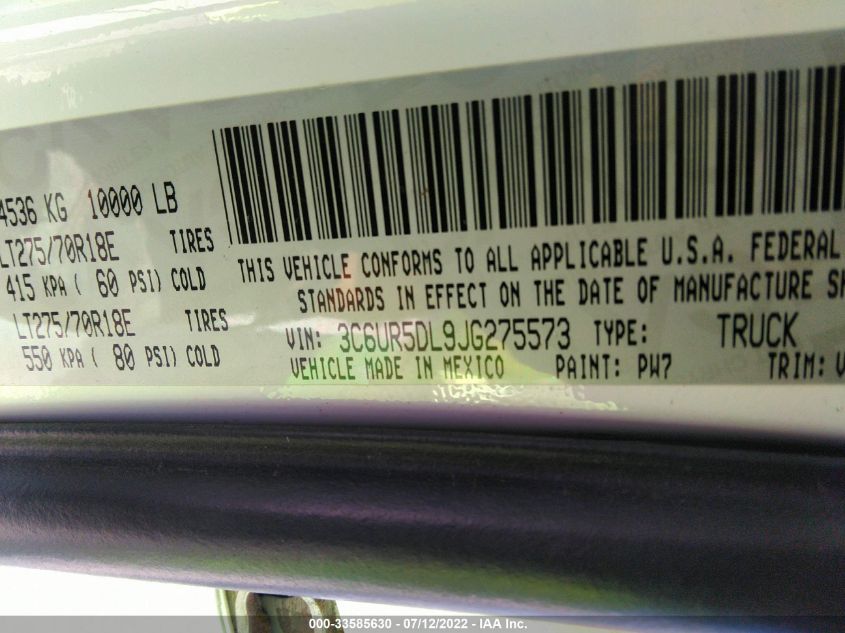 4536 KG 10000 LB
LT275/70R18E TIRES
415 KPA ( 60 PSI) COLD
LT275/70R18E TIRES
550 KPA ( 80 PSI) COLD
THIS VEHICLE CONFORMS TO ALL APPLICABLE U.S.A. FEDERAL
STANDARDS IN EFFECT ON THE DATE OF MANUFACTURE SH
VIN: 3C6UR5DL9JG275573 TYPE: TRUCK
VEHICLE MADE IN MEXICO PAINT: PW7 TRIM: V
000-33585630 - 07/12/2022 - IAA Inc.